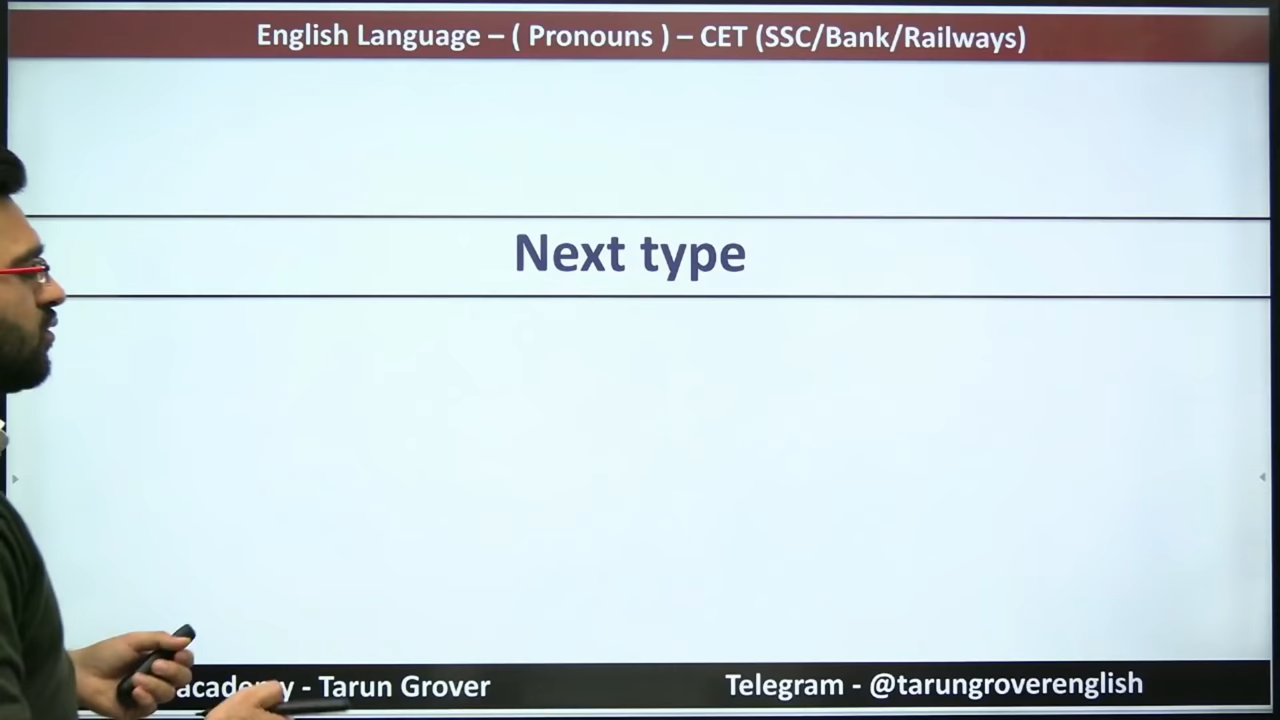 English Language – ( Pronouns ) – CET (SSC/Bank/Railways)
Next type
- Tarun Grover
Telegram - @tarungroverenglish